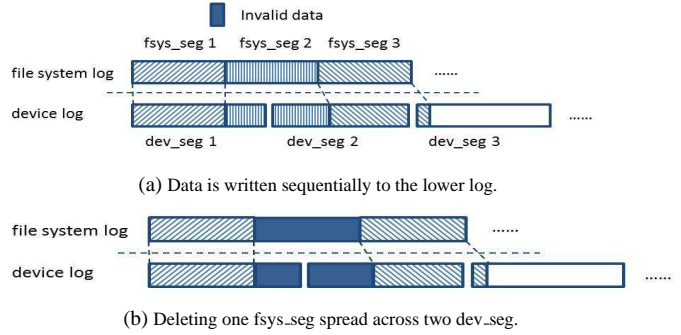 Invalid data
fsys_seg 1 fsys_seg 2 fsys_seg 3
file system log ......
device log ......
dev_seg 1 dev_seg 2 dev_seg 3
(a) Data is written sequentially to the lower log.
file system log ......
device log ......
(b) Deleting one fsys_seg spread across two dev_seg.